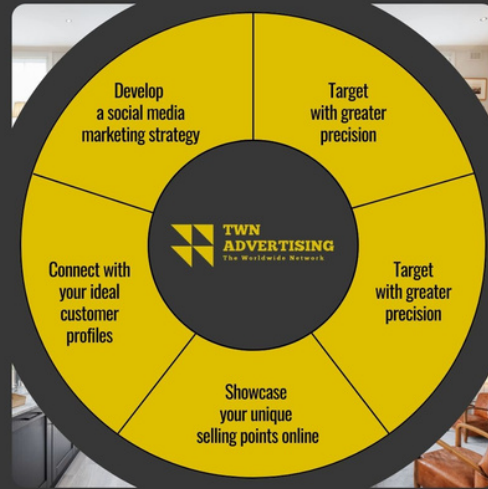 Develop
a social media
marketing strategy
Target
with greater
precision
Target
with greater
precision
Showcase
your unique
selling points online
Connect with
your ideal
customer
profiles
TWN
ADVERTISING
The Worldwide Network